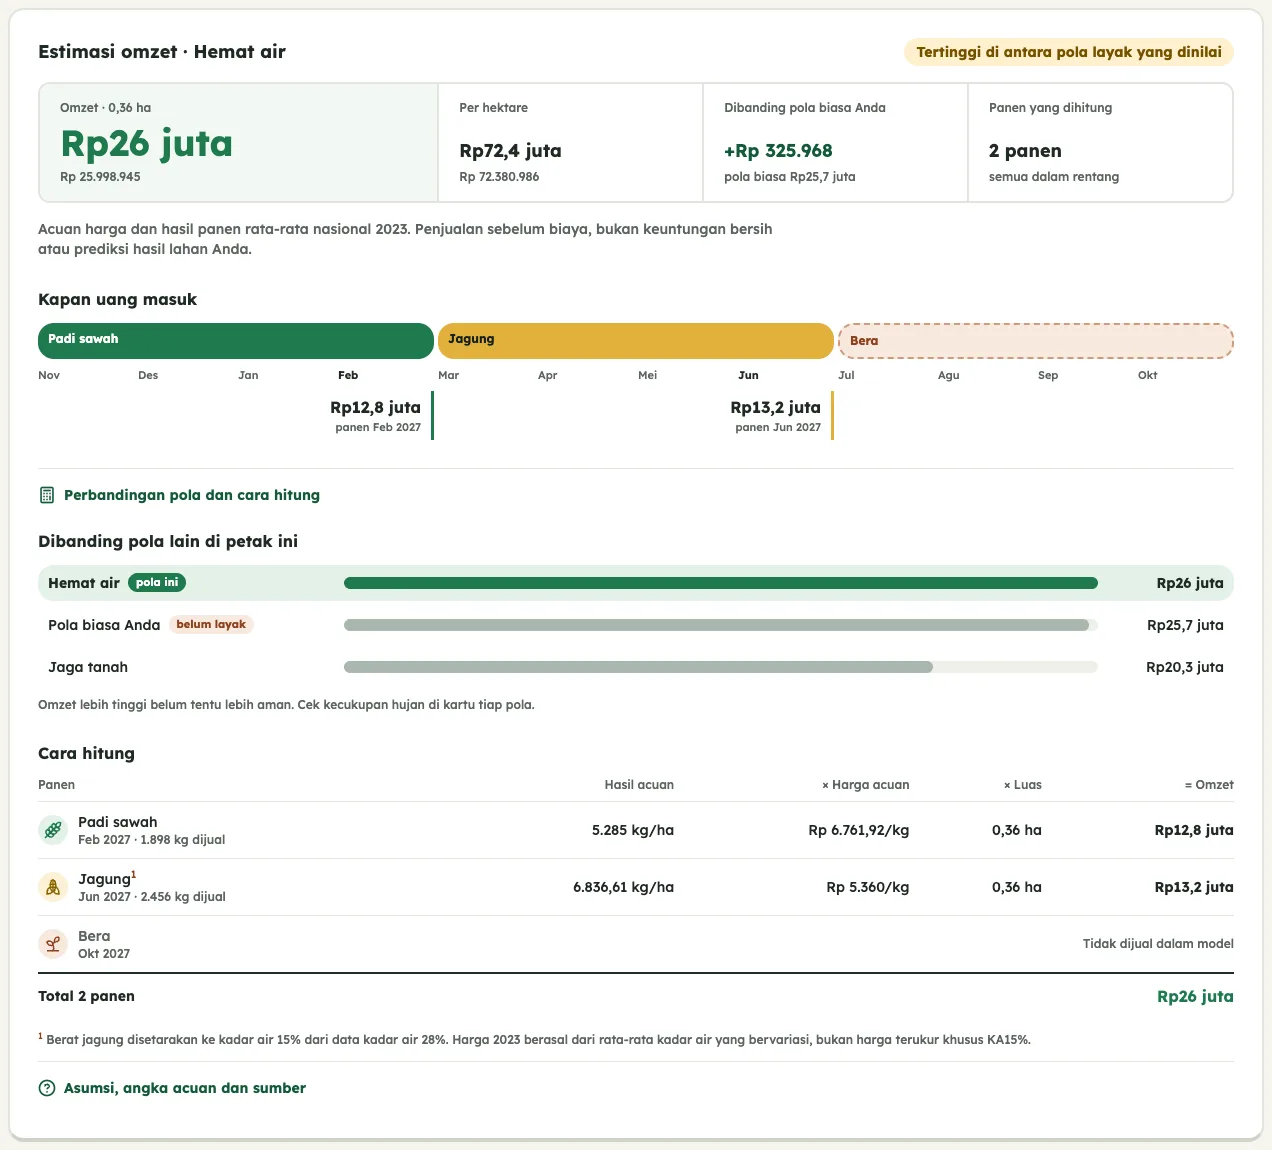 Estimasi omzet · Hemat air
Tertinggi di antara pola layak yang dinilai
Omzet · 0,36 ha
Rp26 juta
Rp 25.998.945
Per hektare
Rp72,4 juta
Rp 72.380.986
Dibanding pola biasa Anda
+Rp 325.968
pola biasa Rp25,7 juta
Panen yang dihitung
2 panen
semua dalam rentang
Acuan harga dan hasil panen rata-rata nasional 2023. Penjualan sebelum biaya, bukan keuntungan bersih
atau prediksi hasil lahan Anda.
Kapan uang masuk
Padi sawah
Jagung
Bera
Nov Des Jan Feb Mar Apr Mei Jun Jul Agu Sep Okt
Rp12,8 juta
panen Feb 2027
Rp13,2 juta
panen Jun 2027
Perbandingan pola dan cara hitung
Dibanding pola lain di petak ini
Hemat air pola ini Rp26 juta
Pola biasa Anda belum layak Rp25,7 juta
Jaga tanah Rp20,3 juta
Omzet lebih tinggi belum tentu lebih aman. Cek kecukupan hujan di kartu tiap pola.
Cara hitung
Panen Hasil acuan × Harga acuan × Luas = Omzet
Padi sawah
Feb 2027 · 1.898 kg dijual
5.285 kg/ha Rp 6.761,92/kg 0,36 ha Rp12,8 juta
Jagung¹
Jun 2027 · 2.456 kg dijual
6.836,61 kg/ha Rp 5.360/kg 0,36 ha Rp13,2 juta
Bera
Okt 2027
Tidak dijual dalam model
Total 2 panen Rp26 juta
¹ Berat jagung disetarakan ke kadar air 15% dari data kadar air 28%. Harga 2023 berasal dari rata-rata kadar air yang bervariasi, bukan harga terukur khusus KA15%.
Asumsi, angka acuan dan sumber